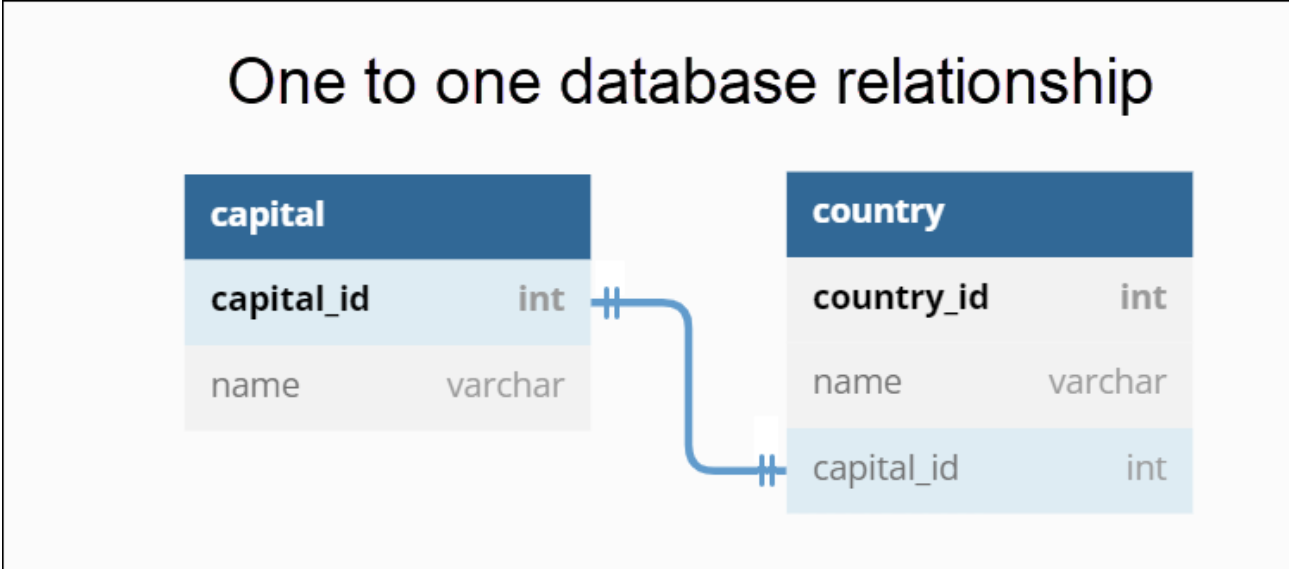 One to one database relationship
capital
capital_id int
name varchar
country
country_id int
name varchar
capital_id int